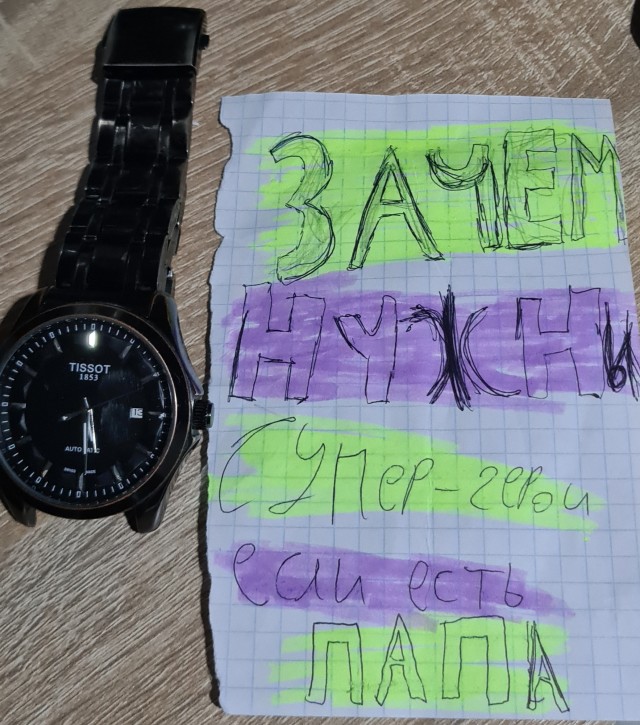 TISSOT
1853
AUTOMATIC
ЗАЧЕМ
НУЖНЫ
СУПЕР-герои
если есть
ПАПА